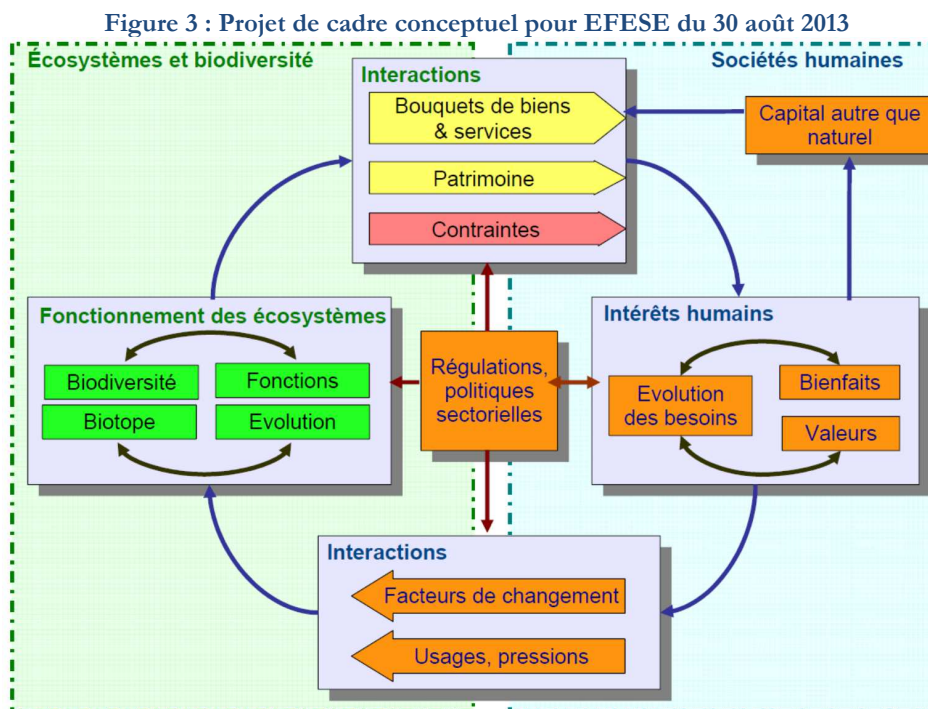 Figure 3 : Projet de cadre conceptuel pour EFESE du 30 août 2013
Écosystèmes et biodiversité
Sociétés humaines
Interactions
Bouquets de biens
& services
Patrimoine
Contraintes
Capital autre que
naturel
Fonctionnement des écosystèmes
Biodiversité
Fonctions
Biotope
Evolution
Régulations,
politiques
sectorielles
Intérêts humains
Evolution
des besoins
Bienfaits
Valeurs
Interactions
Facteurs de changement
Usages, pressions